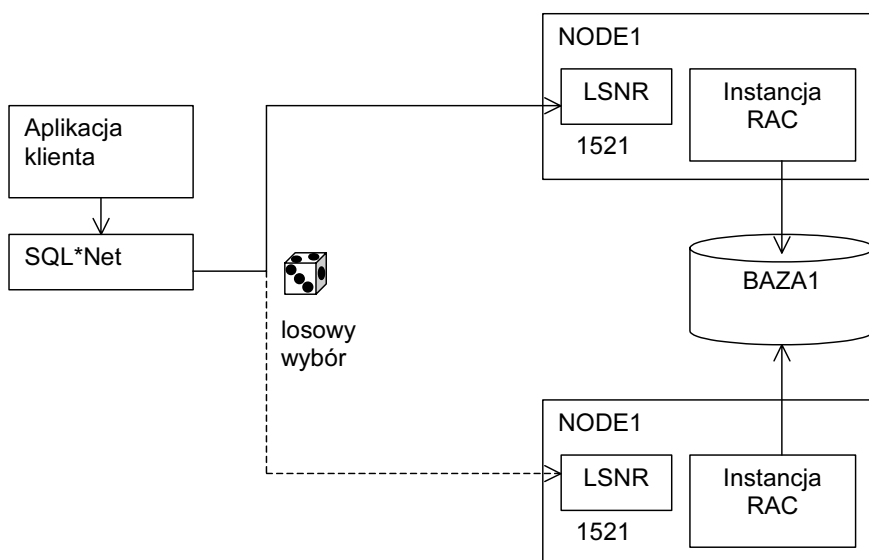 Aplikacja
klienta
SQL*Net
losowy
wybór
NODE1
LSNR
1521
Instancja
RAC
BAZA1
NODE1
LSNR
1521
Instancja
RAC